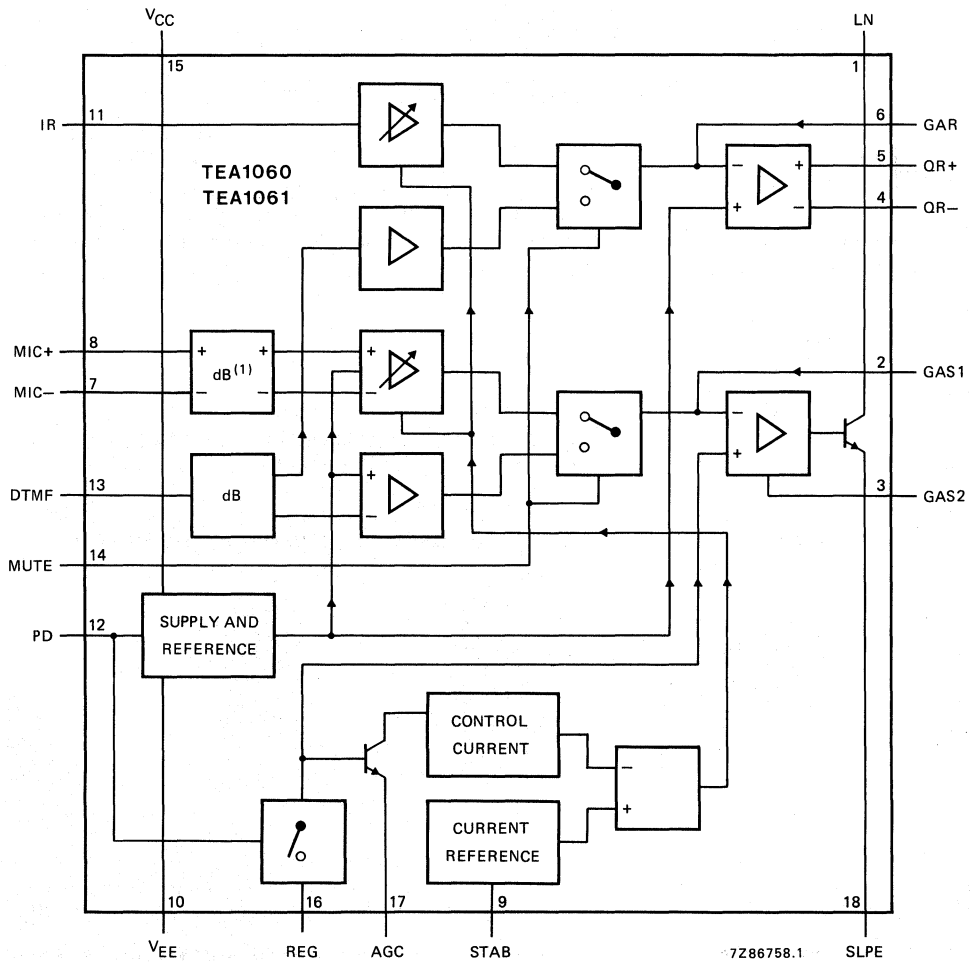 VCC
LN
15
1
IR
11
6
GAR
TEA1060
TEA1061
5
QR+
4
QR−
− +
+ −
MIC+
8
MIC−
7
+ +
dB(1)
− −
+
−
2
GAS1
−
+
3
GAS2
DTMF
13
dB
+
−
MUTE
14
PD
12
SUPPLY AND
REFERENCE
CONTROL
CURRENT
−
+
CURRENT
REFERENCE
10
16
17
9
18
VEE
REG
AGC
STAB
7Z86758.1
SLPE